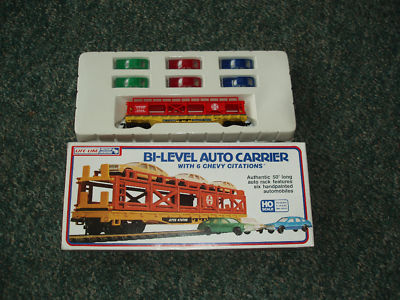 LIFE-LIKE
BI-LEVEL AUTO CARRIER
WITH 6 CHEVY CITATIONS
Authentic 50' long
auto rack features
six handpainted
automobiles
HO
SCALE